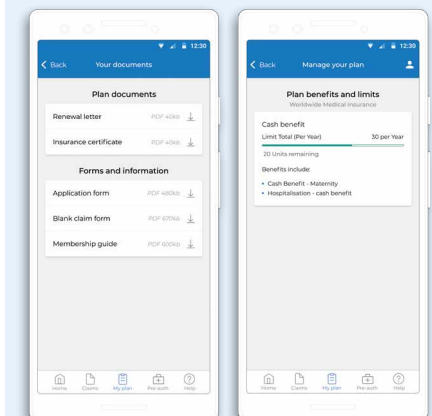 12:30
Back Your documents
Plan documents
Renewal letter PDF 40kb
Insurance certificate PDF 40kb
Forms and information
Application form PDF 480kb
Blank claim form PDF 670kb
Membership guide PDF 600kb
Home Claims My plan Pre-auth Help
12:30
Back Manage your plan
Plan benefits and limits
Worldwide Medical Insurance
Cash benefit
Limit Total (Per Year) 30 per Year
20 Units remaining
Benefits include:
• Cash Benefit - Maternity
• Hospitalisation - cash benefit
Home Claims My plan Pre-auth Help